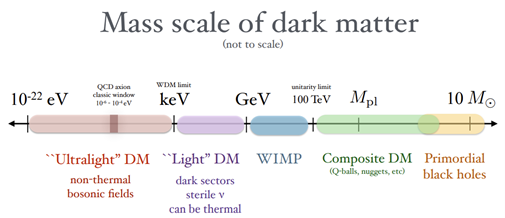 Mass scale of dark matter
(not to scale)
QCD axion
classic window
10⁻⁶ - 10⁻⁴ eV
WDM limit
unitarity limit
10⁻²² eV
keV
GeV
100 TeV
Mₚₗ
10 M☉
``Ultralight” DM
``Light” DM
WIMP
Composite DM
Primordial
black holes
(Q-balls, nuggets, etc)
non-thermal
bosonic fields
dark sectors
sterile ν
can be thermal